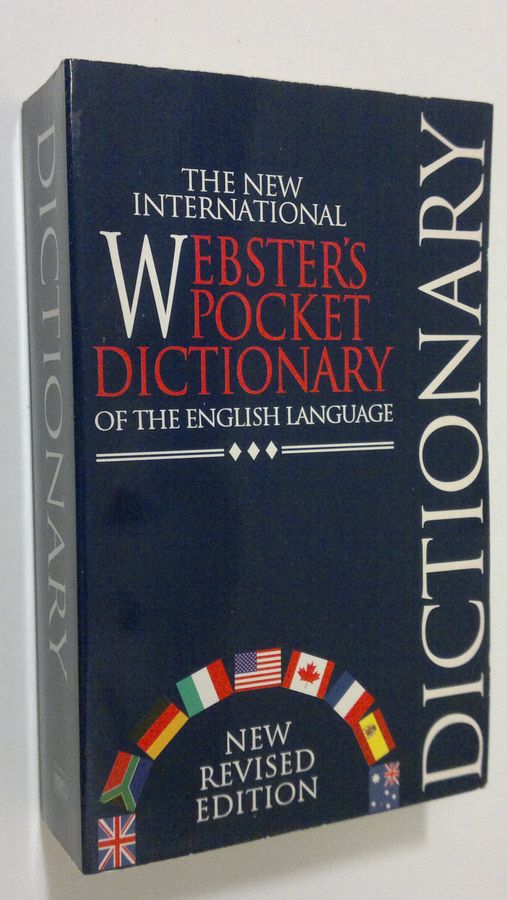 DICTIONARY
THE NEW
INTERNATIONAL
WEBSTER'S
POCKET
DICTIONARY
OF THE ENGLISH LANGUAGE
DICTIONARY
NEW
REVISED
EDITION